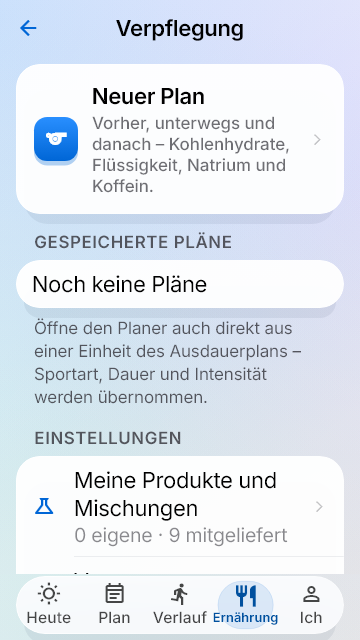 Verpflegung
Neuer Plan
Vorher, unterwegs und
danach – Kohlenhydrate,
Flüssigkeit, Natrium und
Koffein.
GESPEICHERTE PLÄNE
Noch keine Pläne
Öffne den Planer auch direkt aus
einer Einheit des Ausdauerplans –
Sportart, Dauer und Intensität
werden übernommen.
EINSTELLUNGEN
Meine Produkte und
Mischungen
0 eigene · 9 mitgeliefert
Heute
Plan
Verlauf
Ernährung
Ich